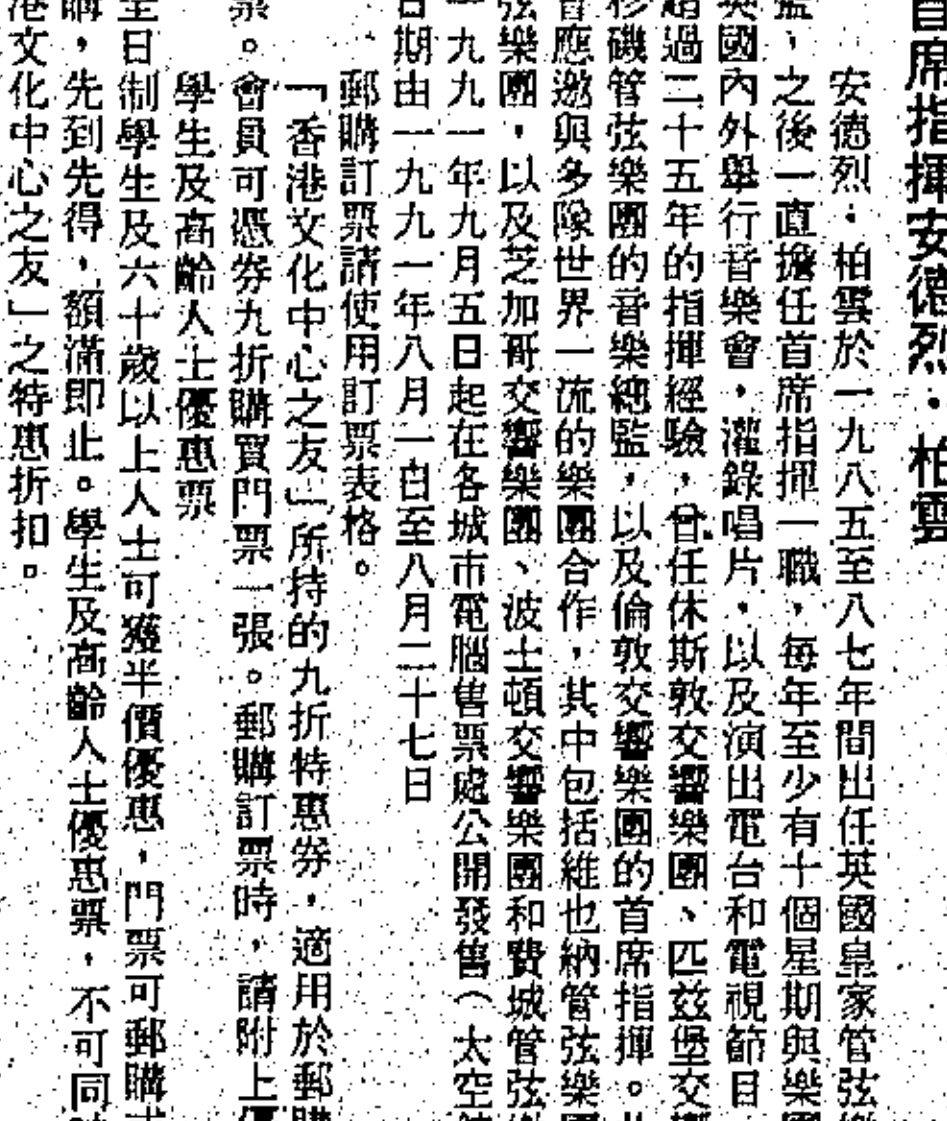 首席指揮安德烈·柏雲
安德烈·柏雲於一九八五至八七年間出任英國皇家管弦樂
監,之後一直擔任首席指揮一職,每年至少有十個星期與樂團
英國內外舉行音樂會,灌錄唱片,以及演出電台和電視節目
超過二十五年的指揮經驗,曾任休斯敦交響樂團、匹茲堡交響
杉磯管弦樂團的音樂總監,以及倫敦交響樂團的首席指揮。
曾應邀與多隊世界一流的樂團合作,其中包括維也納管弦樂團
弦樂團,以及芝加哥交響樂團、波士頓交響樂團和費城管弦樂
一九九一年九月五日起在各城市電腦售票處公開發售(太空
日期由一九九一年八月一日至八月二十七日
郵購訂票請使用訂票表格。
「香港文化中心之友」所持的九折特惠券,適用於郵購
票。會員可憑券九折購買門票一張。郵購訂票時,請附上優
學生及高齡人士優惠票
全日制學生及六十歲以上人士可獲半價優惠,門票可郵購或
購,先到先得,額滿即止。學生及高齡人士優惠票,不可同時
港文化中心之友」之特惠折扣。